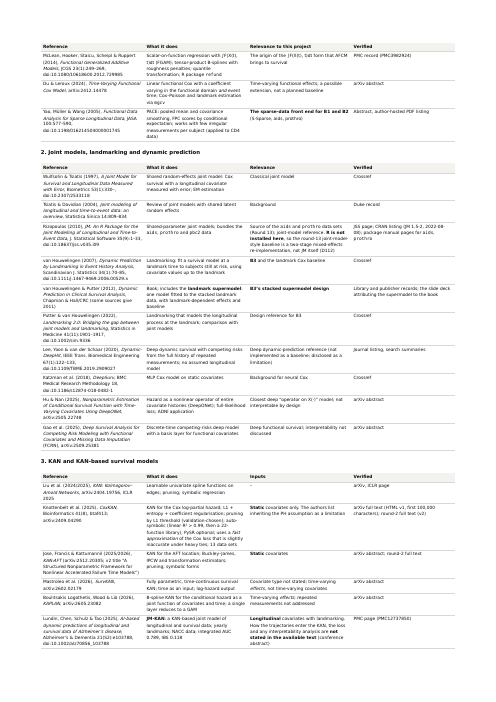 Reference What it does Relevance to this project Verified
McLean, Hooker, Staicu, Scheipl & Ruppert (2014), Functional Generalized Additive Models, JCGS 23(1):249–269, doi:10.1080/10618600.2012.729985
Scalar-on-function regression with ∫F(X(t), t)dt (FGAM); tensor-product B-splines with roughness penalties; quantile transformation; R package refund
The origin of the ∫F(X(t), t)dt form that AFCM brings to survival
PMC record (PMC3982924)
Du & Leroux (2024), Time-Varying Functional Cox Model, arXiv:2412.14478
Linear functional Cox with a coefficient varying in the functional domain and event time, Cox-Poisson and landmark estimation via mgcv
Time-varying functional effects; a possible extension, not a planned baseline
arXiv abstract
Yao, Müller & Wang (2005), Functional Data Analysis for Sparse Longitudinal Data, JASA 100:577–590, doi:10.1198/016214504000001745
PACE: pooled mean and covariance smoothing, FPC scores by conditional expectation; works with few irregular measurements per subject (applied to CD4 data)
The sparse-data front end for B1 and B2 (S-Sparse, aids, prothro)
Abstract, author-hosted PDF listing
2. Joint models, landmarking and dynamic prediction
Reference What it does Relevance Verified
Wulfsohn & Tsiatis (1997), A Joint Model for Survival and Longitudinal Data Measured with Error, Biometrics 53(1):330–, doi:10.2307/2533118
Shared random-effects joint model: Cox survival with a longitudinal covariate measured with error; EM estimation
Classical joint model
Crossref
Tsiatis & Davidian (2004), Joint modeling of longitudinal and time-to-event data: an overview, Statistica Sinica 14:809–834
Review of joint models with shared latent random effects
Background
Duke record
Rizopoulos (2010), JM: An R Package for the Joint Modelling of Longitudinal and Time-to-Event Data, J. Statistical Software 35(9):1–33, doi:10.18637/jss.v035.i09
Shared-parameter joint models; bundles the aids, prothro and pbc2 data
Source of the aids and prothro data sets (Round 13), joint-model reference. R is not installed here, so the round-13 joint-model-style baseline is a two-stage mixed-effects re-implementation, not JM itself (D112)
JSS page; CRAN listing (JM 1.5-2, 2022-08-08); package manual pages for aids, prothro
van Houwelingen (2007), Dynamic Prediction by Landmarking in Event History Analysis, Scandinavian J. Statistics 34(1):70–85, doi:10.1111/j.1467-9469.2006.00529.x
Landmarking: fit a survival model at a landmark time to subjects still at risk, using covariate values up to the landmark
B3 and the landmark Cox baseline
Crossref
van Houwelingen & Putter (2012), Dynamic Prediction in Clinical Survival Analysis, Chapman & Hall/CRC (some sources give 2011)
Book; includes the landmark supermodel: one model fitted to the stacked landmark data, with landmark-dependent effects and baseline
B3's stacked supermodel design
Library and publisher records; the slide deck attributing the supermodel to the book
Putter & van Houwelingen (2022), Landmarking 2.0: Bridging the gap between joint models and landmarking, Statistics in Medicine 41(11):1901–1917, doi:10.1002/sim.9336
Landmarking that models the longitudinal process at the landmark; comparison with joint models
Design reference for B3
Crossref
Lee, Yoon & van der Schaar (2020), Dynamic-DeepHit, IEEE Trans. Biomedical Engineering 67(1):122–133, doi:10.1109/TBME.2019.2909027
Deep dynamic survival with competing risks from the full history of repeated measurements; no assumed longitudinal model
Deep dynamic-prediction reference (not implemented as a baseline; disclosed as a limitation)
Journal listing, search summaries
Katzman et al. (2018), DeepSurv, BMC Medical Research Methodology 18, doi:10.1186/s12874-018-0482-1
MLP Cox model on static covariates
Background for neural Cox
Crossref
Hu & Nan (2025), Nonparametric Estimation of Conditional Survival Function with Time-Varying Covariates Using DeepONet, arXiv:2505.22748
Hazard as a nonlinear operator of entire covariate histories (DeepONet); full-likelihood loss, ADNI application
Closest deep "operator on X(·)" model; not interpretable by design
arXiv abstract
Gao et al. (2025), Deep Survival Analysis for Competing Risk Modeling with Functional Covariates and Missing Data Imputation (FCRN), arXiv:2509.25381
Discrete-time competing-risks deep model with a basis layer for functional covariates
Deep functional survival; interpretability not discussed
arXiv abstract
3. KAN and KAN-based survival models
Reference What it does Inputs Verified
Liu et al. (2024/2025), KAN: Kolmogorov-Arnold Networks, arXiv:2404.19756, ICLR 2025
Learnable univariate spline functions on edges; pruning; symbolic regression
–
arXiv, ICLR page
Knottenbelt et al. (2025), CoxKAN, Bioinformatics 41(8), btaf413; arXiv:2409.04290
KAN for the Cox log-partial hazard; L1 + entropy + coefficient regularisation; pruning by L1 threshold (validation-chosen); auto-symbolic (linear R² > 0.99, then a 22-function library), PySR optional; uses a fast approximation of the Cox loss that is slightly inaccurate under heavy ties; 13 data sets
Static covariates only. The authors list inheriting the PH assumption as a limitation
arXiv; round-2 full text (HTML v1, first 100,000 characters); round-2 full text (v2)
Jose, Francis & Kattumannil (2025/2026), KAN-AFT (arXiv:2512.20305, v2 title "A Structured Nonparametric Framework for Nonlinear Accelerated Failure Time Models")
KAN for the AFT location; Buckley–James, IPCW and transformation estimators; pruning, symbolic forms
Static covariates
arXiv abstract; round-2 full text
Mastroleo et al. (2026), SurvKAN, arXiv:2602.02179
Fully parametric, time-continuous survival KAN; time as an input; log-hazard output
Covariate type not stated; time-varying effects, not time-varying covariates
arXiv abstract
Bountrakis Logothetis, Wood & Lilis (2026), KAPLAN, arXiv:2605.23082
B-spline KAN for the conditional hazard as a joint function of covariates and time; a single layer reduces to a GAM
Time-varying effects; repeated measurements not addressed
arXiv abstract
Lundin, Chen, Schulz & Tao (2025), AI-based dynamic predictions of longitudinal and survival data of Alzheimer's disease, Alzheimer's & Dementia 21(S2):e103788, doi:10.1002/alz70856_103788
JM-KAN: a KAN-based joint model of longitudinal and survival data; yearly landmarks; NACC data; integrated AUC 0.789, IBS 0.118
Longitudinal covariates with landmarking. How the trajectories enter the KAN, the loss and any interpretability analysis are not stated in the available text (conference abstract)
PMC page (PMC12737850)